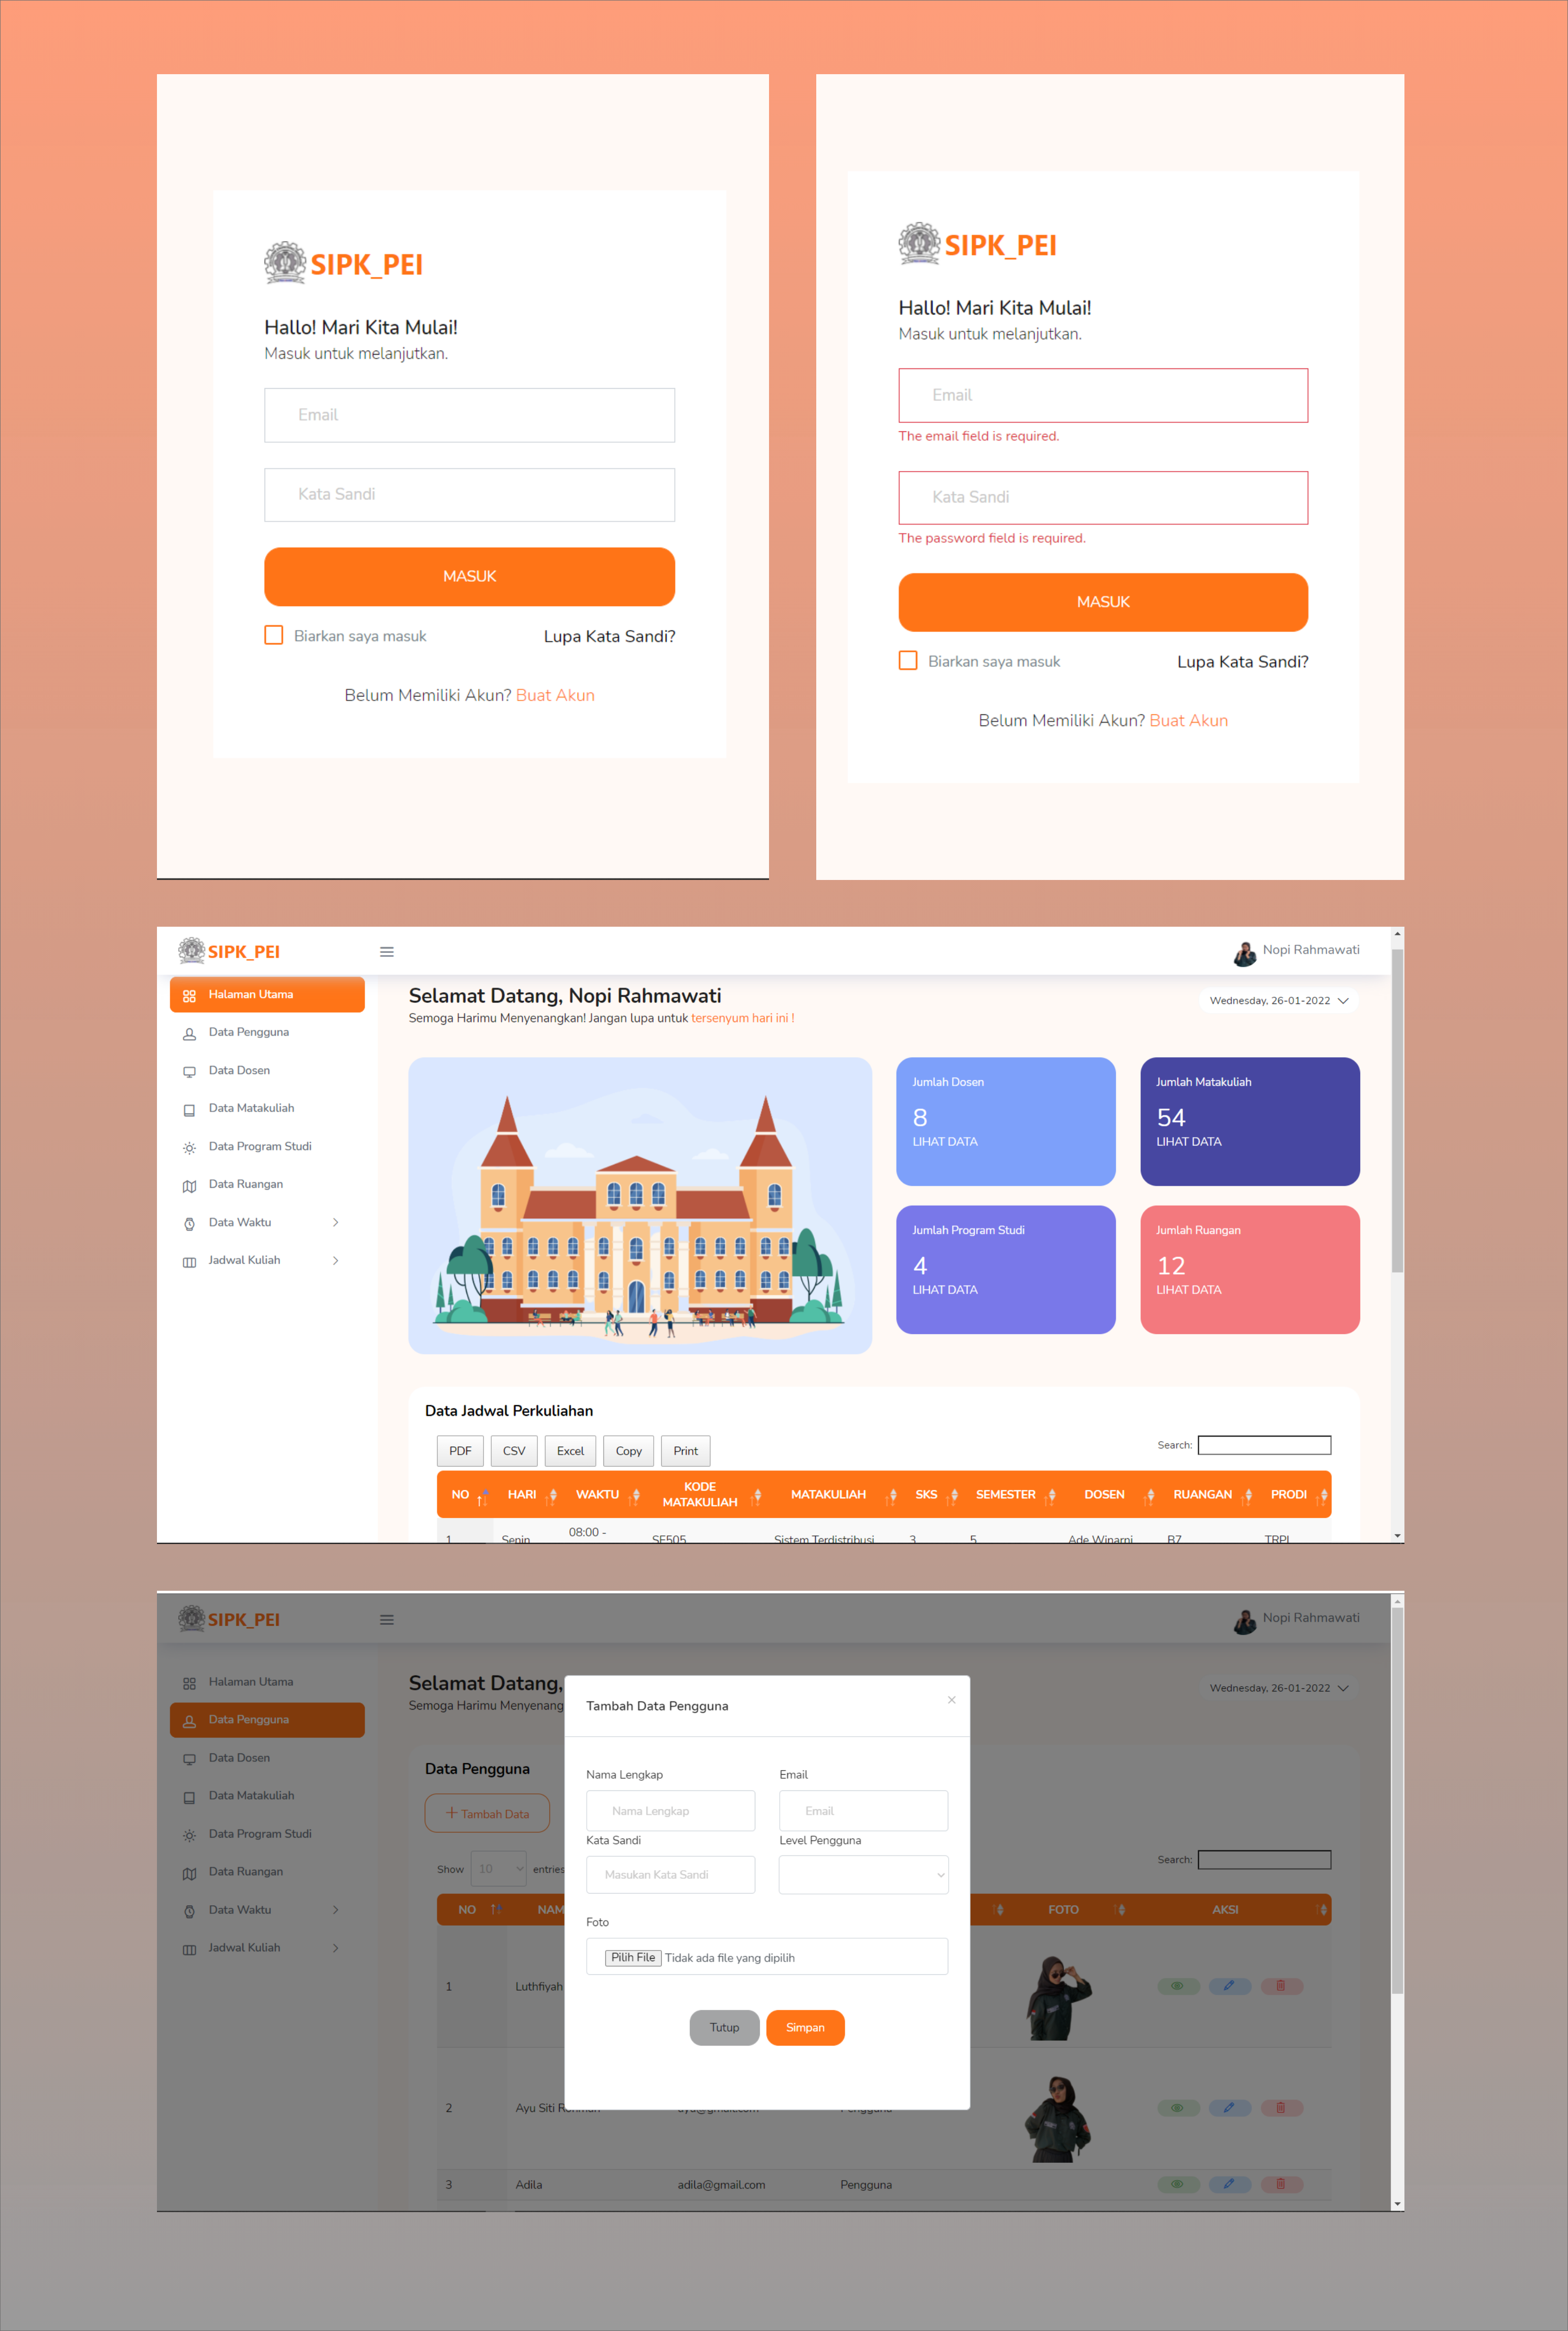 SIPK_PEI
Hallo! Mari Kita Mulai!
Masuk untuk melanjutkan.
Email
Kata Sandi
MASUK
Biarkan saya masuk
Lupa Kata Sandi?
Belum Memiliki Akun? Buat Akun
SIPK_PEI
Hallo! Mari Kita Mulai!
Masuk untuk melanjutkan.
Email
The email field is required.
Kata Sandi
The password field is required.
MASUK
Biarkan saya masuk
Lupa Kata Sandi?
Belum Memiliki Akun? Buat Akun
SIPK_PEI
Nopi Rahmawati
Halaman Utama
Data Pengguna
Data Dosen
Data Matakuliah
Data Program Studi
Data Ruangan
Data Waktu
Jadwal Kuliah
Selamat Datang, Nopi Rahmawati
Semoga Harimu Menyenangkan! Jangan lupa untuk tersenyum hari ini !
Wednesday, 26-01-2022
Jumlah Dosen
8
LIHAT DATA
Jumlah Matakuliah
54
LIHAT DATA
Jumlah Program Studi
4
LIHAT DATA
Jumlah Ruangan
12
LIHAT DATA
Data Jadwal Perkuliahan
PDF CSV Excel Copy Print
Search:
NO HARI WAKTU KODE MATAKULIAH MATAKULIAH SKS SEMESTER DOSEN RUANGAN PRODI
1 Senin 08:00 - SE505 Sistem Terdistribusi 3 5 Ade Winarni B7 TRPL
SIPK_PEI
Nopi Rahmawati
Halaman Utama
Data Pengguna
Data Dosen
Data Matakuliah
Data Program Studi
Data Ruangan
Data Waktu
Jadwal Kuliah
Selamat Datang,
Semoga Harimu Menyenang
Wednesday, 26-01-2022
Data Pengguna
Tambah Data
Show 10 entries
Search:
NO NAM FOTO AKSI
1 Luthfiyah
2 Ayu Siti
3 Adila adila@gmail.com Pengguna
Tambah Data Pengguna
×
Nama Lengkap
Nama Lengkap
Email
Email
Kata Sandi
Masukan Kata Sandi
Level Pengguna
Foto
Pilih File Tidak ada file yang dipilih
Tutup
Simpan